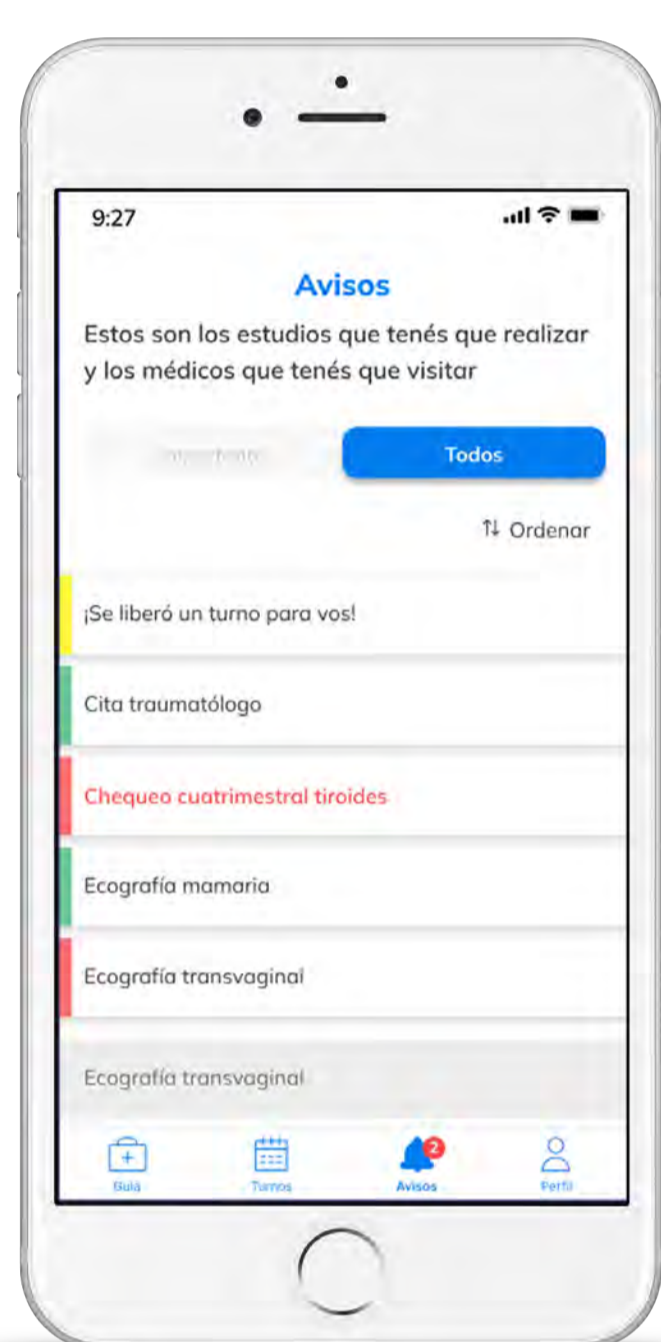 9:27
Avisos
Estos son los estudios que tenés que realizar
y los médicos que tenés que visitar
Todos
↑↓ Ordenar
¡Se liberó un turno para vos!
Cita traumatólogo
Chequeo cuatrimestral tiroides
Ecografía mamaria
Ecografía transvaginal
Ecografía transvaginal
2
Guía
Turnos
Avisos
Perfil